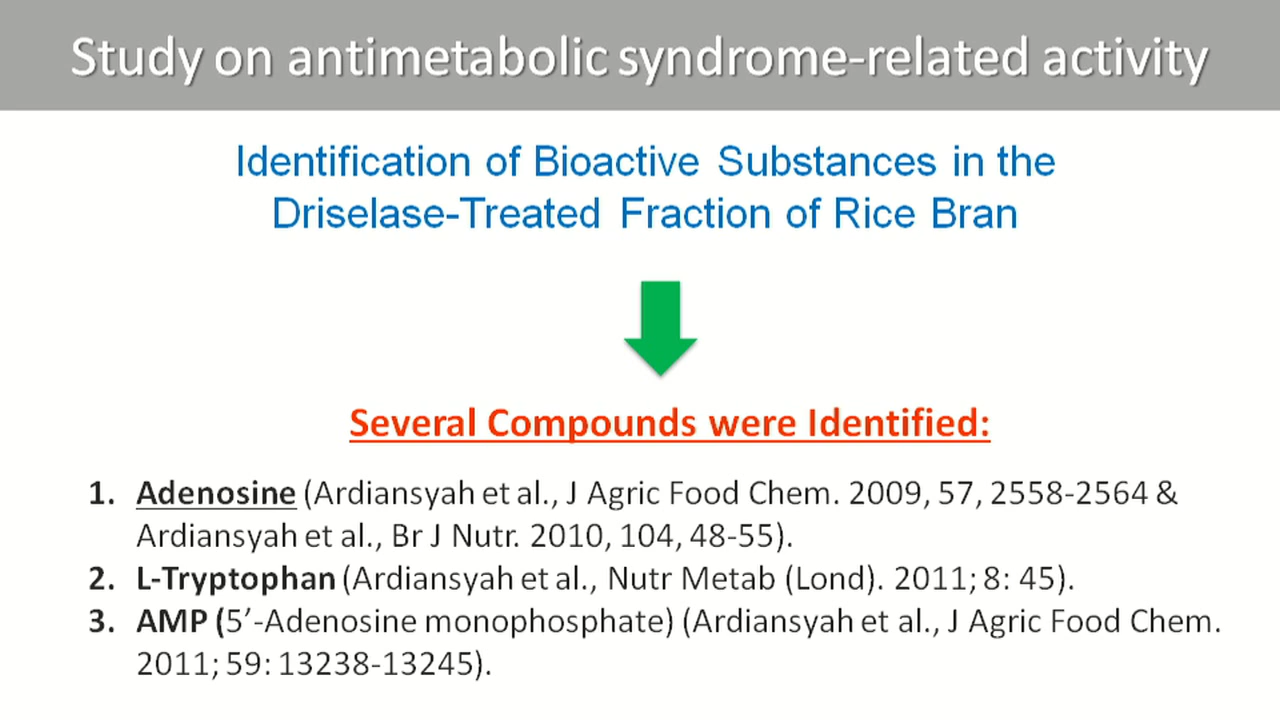 Study on antimetabolic syndrome-related activity
Identification of Bioactive Substances in the
Driselase-Treated Fraction of Rice Bran
Several Compounds were Identified:
1. Adenosine (Ardiansyah et al., J Agric Food Chem. 2009, 57, 2558-2564 &
Ardiansyah et al., Br J Nutr. 2010, 104, 48-55).
2. L-Tryptophan (Ardiansyah et al., Nutr Metab (Lond). 2011; 8: 45).
3. AMP (5’-Adenosine monophosphate) (Ardiansyah et al., J Agric Food Chem.
2011; 59: 13238-13245).